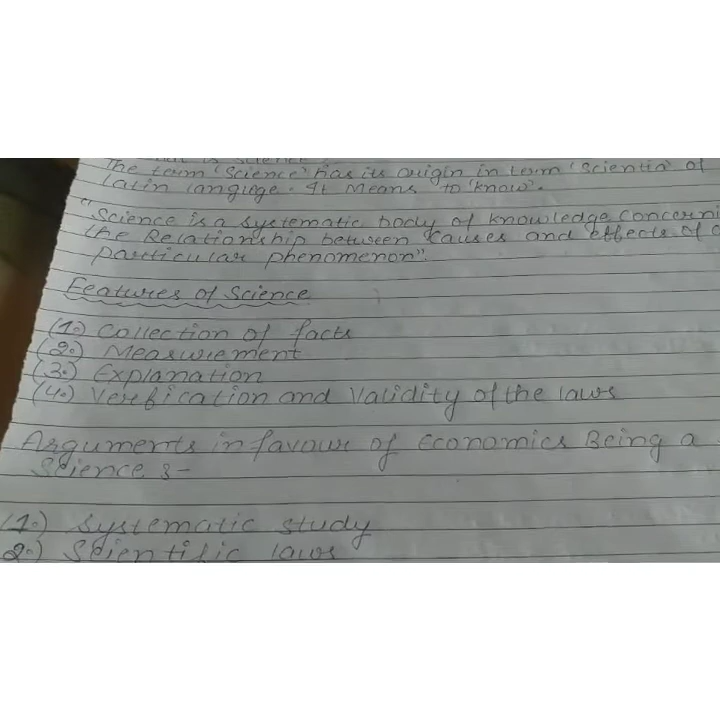 is science
The term 'Science' has its origin in term 'Scientia' of
Latin languge. It Means to 'know'.
"Science is a systematic body of knowledge concerni
the Relationship between Causes and effects of a
particular phenomenon"
Features of Science
(1.) Collection of facts
(2.) Measurement
(3.) Explanation
(4.) Verification and Validity of the laws
Arguments in favour of Economics Being a
Science :-
(1.) Systematic study
2.) Scientific laws